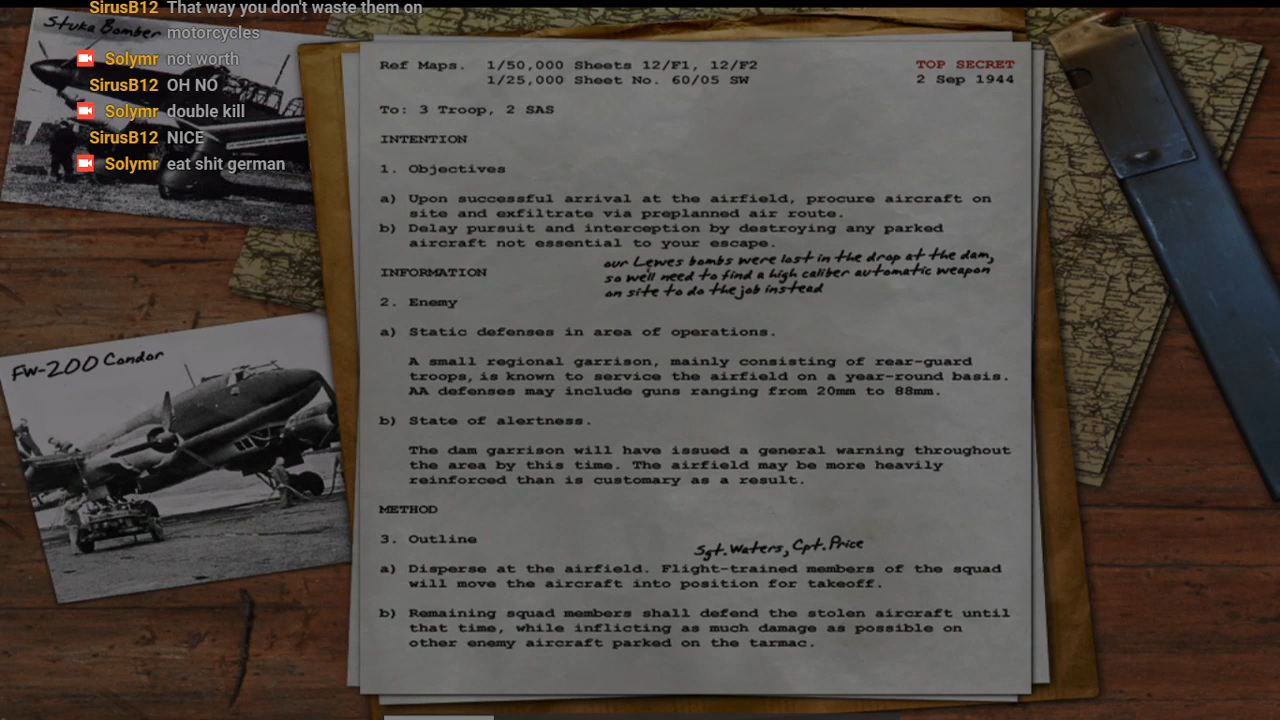 SirusB12 That way you don't waste them on
motorcycles
Solymr not worth
SirusB12 OH NO
Solymr double kill
SirusB12 NICE
Solymr eat shit german
Stuka Bomber
FW-200 Condor
Ref Maps. 1/50,000 Sheets 12/F1, 12/F2
1/25,000 Sheet No. 60/05 SW
TOP SECRET
2 Sep 1944
To: 3 Troop, 2 SAS
INTENTION
1. Objectives
a) Upon successful arrival at the airfield, procure aircraft on
site and exfiltrate via preplanned air route.
b) Delay pursuit and interception by destroying any parked
aircraft not essential to your escape.
our Lewes bombs were lost in the drop at the dam,
so we'll need to find a high caliber automatic weapon
on site to do the job instead
INFORMATION
2. Enemy
a) Static defenses in area of operations.
A small regional garrison, mainly consisting of rear-guard
troops, is known to service the airfield on a year-round basis.
AA defenses may include guns ranging from 20mm to 88mm.
b) State of alertness.
The dam garrison will have issued a general warning throughout
the area by this time. The airfield may be more heavily
reinforced than is customary as a result.
METHOD
3. Outline
Sgt. Waters, Cpt. Price
a) Disperse at the airfield. Flight-trained members of the squad
will move the aircraft into position for takeoff.
b) Remaining squad members shall defend the stolen aircraft until
that time, while inflicting as much damage as possible on
other enemy aircraft parked on the tarmac.